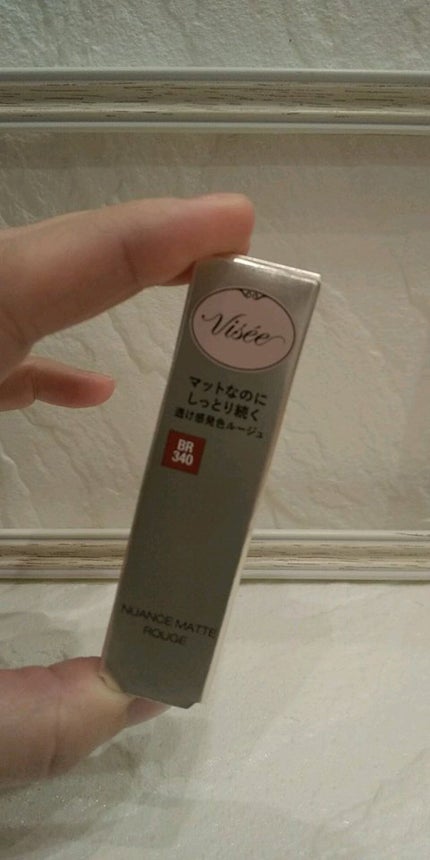 Visée
マットなのに
しっとり続く
透け感発色ルージュ
BR
340
NUANCE MATTE
ROUGE